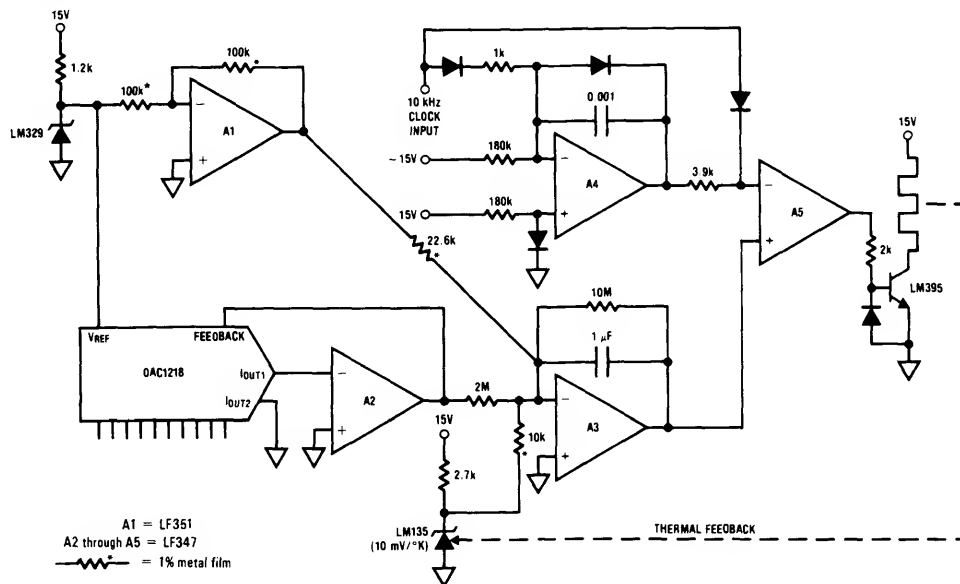 15V
1.2k
LM329
100k*
100k
*
A1
1k
10 kHz
CLOCK
INPUT
0 001
~ 15V
180k
15V
180k
A4
3.9k
A5
15V
2k
LM395
22.6k
*
VREF
FEEDBACK
OAC1218
IOUT1
IOUT2
A2
2M
10M
1 μF
10k
*
A3
15V
2.7k
LM135
(10 mV/°K)
THERMAL FEEDBACK
A1 = LF351
A2 through A5 = LF347
* = 1% metal film